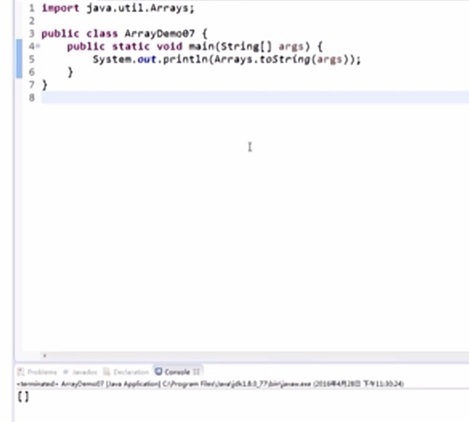 1 import java.util.Arrays;
2
3 public class ArrayDemo07 {
4 public static void main(String[] args) {
5 System.out.println(Arrays.toString(args));
6 }
7 }
8
Problems @ Javadoc Declaration Console
<terminated> ArrayDemo07 [Java Application] C:\Program Files\Java\jdk1.8.0_77\bin\javaw.exe (2016年4月28日 下午11:30:24)
[]